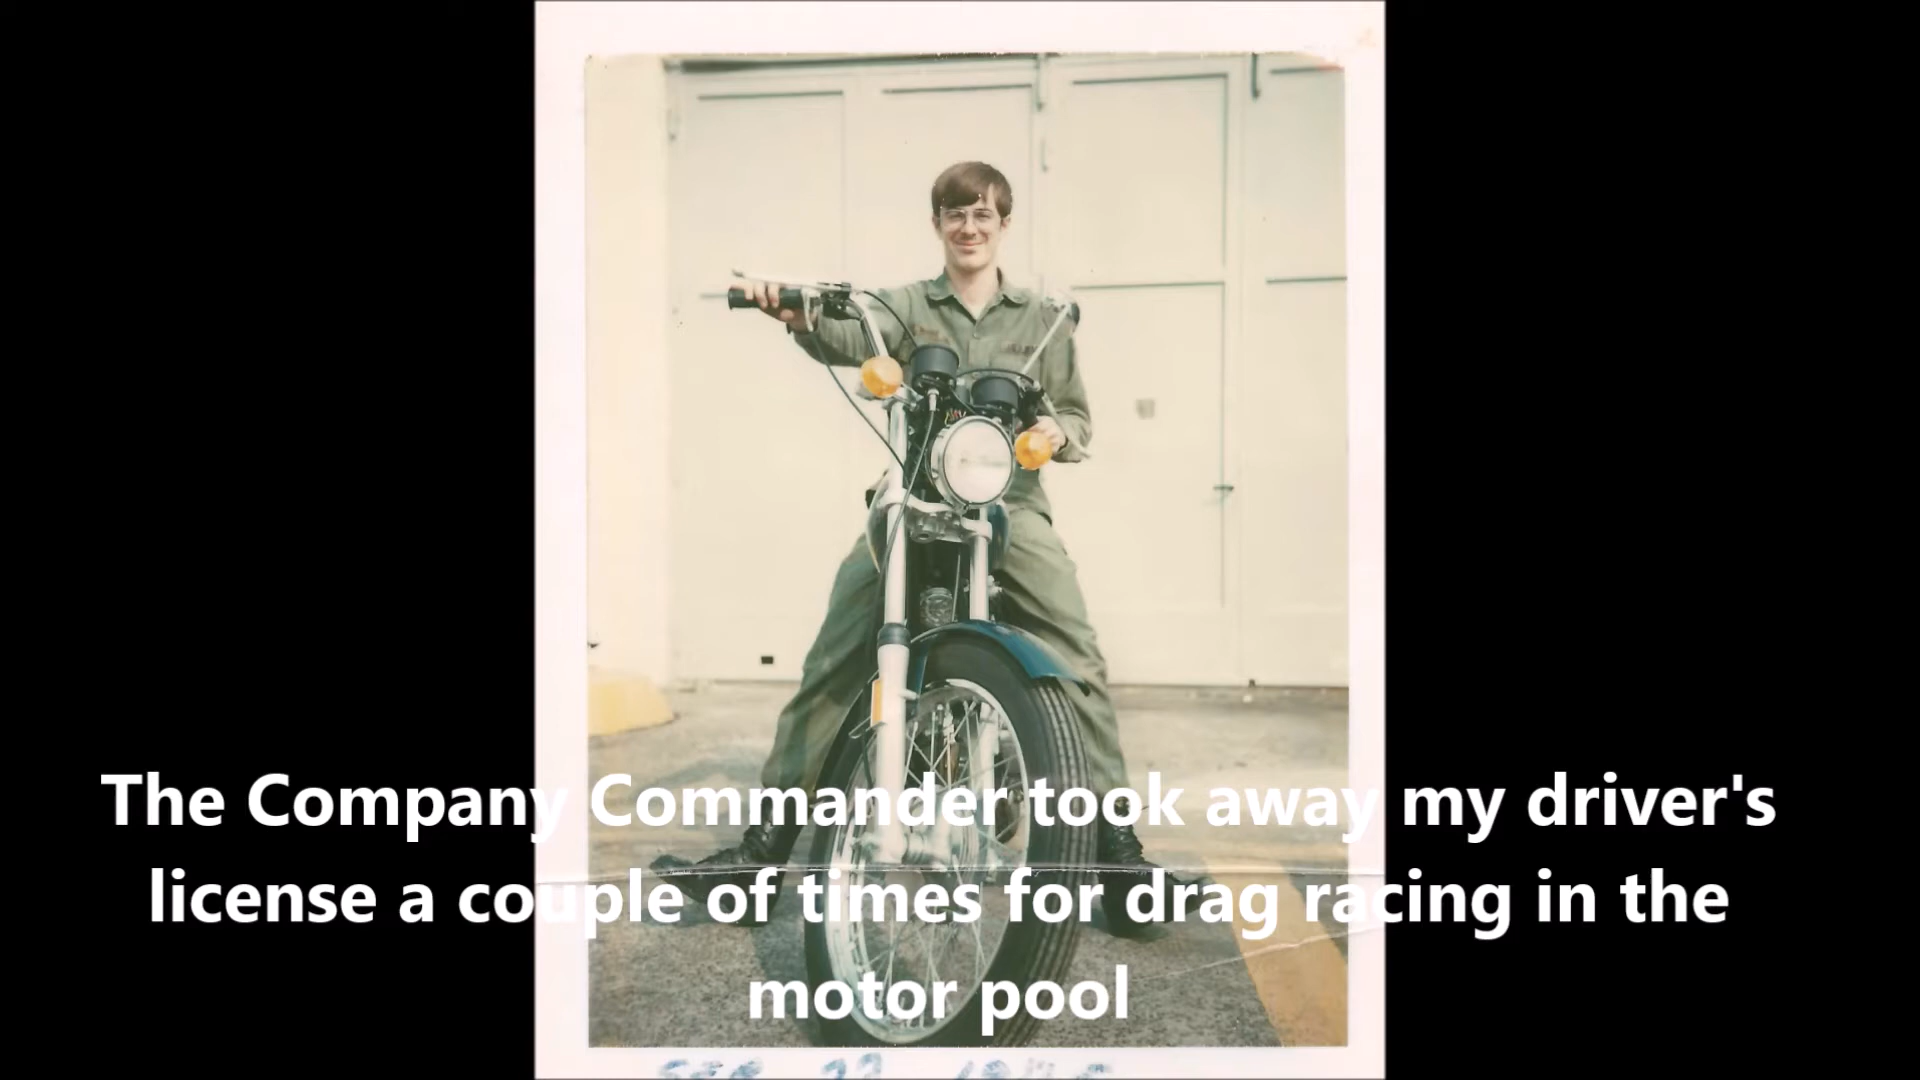 The Company Commander took away my driver's
license a couple of times for drag racing in the
motor pool